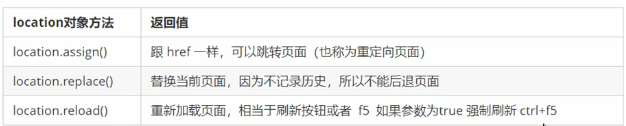 location对象方法 返回值
location.assign() 跟 href 一样，可以跳转页面（也称为重定向页面）
location.replace() 替换当前页面，因为不记录历史，所以不能后退页面
location.reload() 重新加载页面，相当于刷新按钮或者 f5 如果参数为true 强制刷新 ctrl+f5